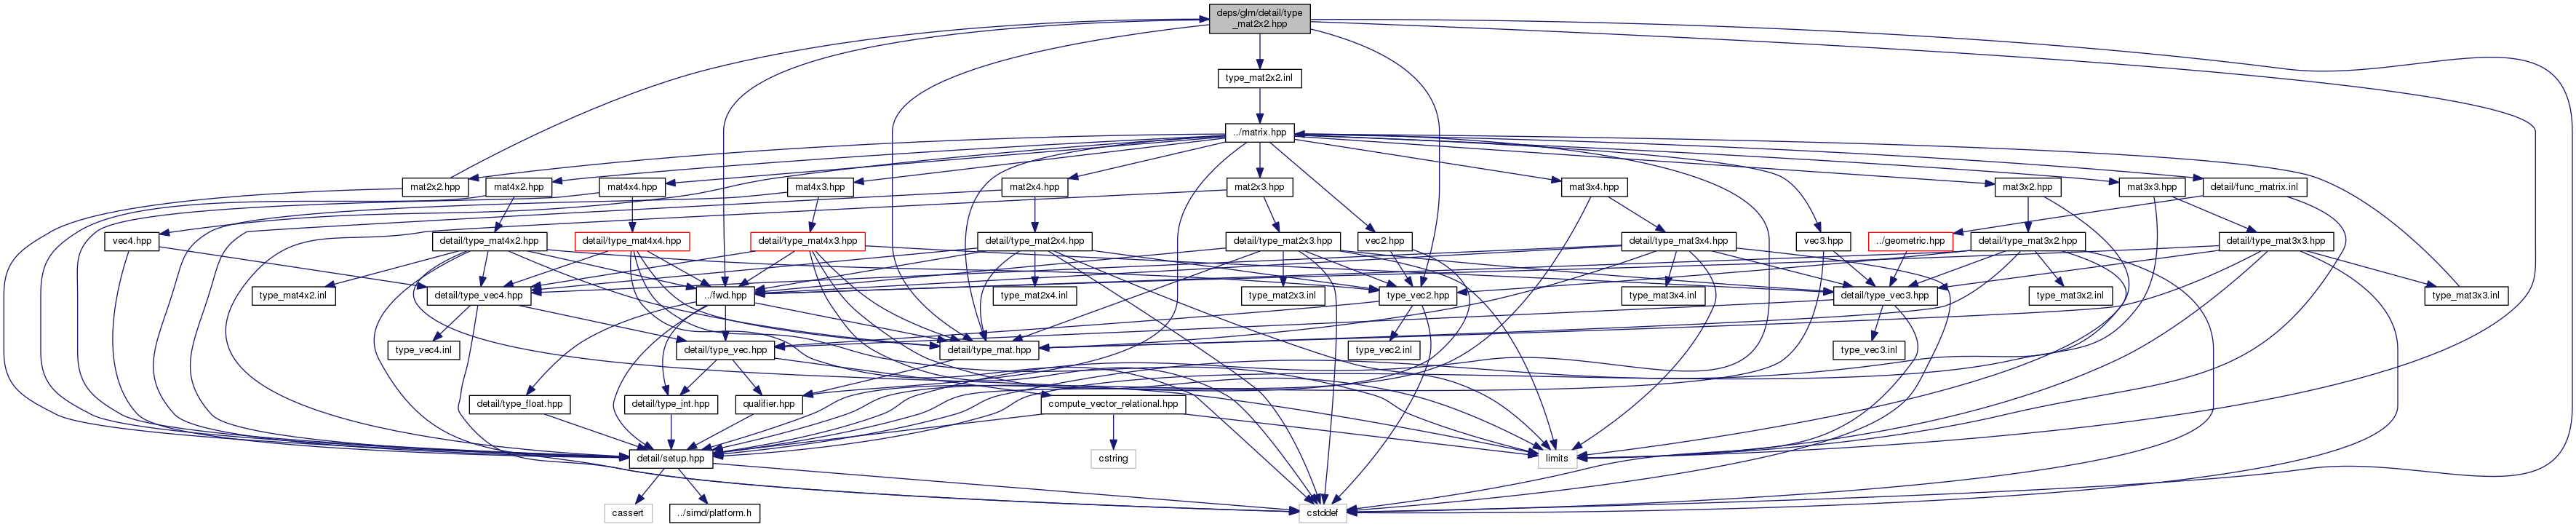 deps/glm/detail/type
_mat2x2.hpp
type_mat2x2.inl
../matrix.hpp
mat2x2.hpp
mat4x2.hpp
mat4x4.hpp
mat4x3.hpp
mat2x4.hpp
mat2x3.hpp
mat3x4.hpp
mat3x2.hpp
mat3x3.hpp
detail/func_matrix.inl
vec4.hpp
detail/type_mat4x2.hpp
detail/type_mat4x4.hpp
detail/type_mat4x3.hpp
detail/type_mat2x4.hpp
detail/type_mat2x3.hpp
vec2.hpp
detail/type_mat3x4.hpp
vec3.hpp
../geometric.hpp
detail/type_mat3x2.hpp
detail/type_mat3x3.hpp
type_mat4x2.inl
detail/type_vec4.hpp
../fwd.hpp
type_mat2x4.inl
type_mat2x3.inl
type_vec2.hpp
type_mat3x4.inl
detail/type_vec3.hpp
type_mat3x2.inl
type_mat3x3.inl
type_vec4.inl
detail/type_vec.hpp
detail/type_mat.hpp
type_vec2.inl
type_vec3.inl
detail/type_float.hpp
detail/type_int.hpp
qualifier.hpp
compute_vector_relational.hpp
detail/setup.hpp
cstring
limits
cassert
../simd/platform.h
cstddef